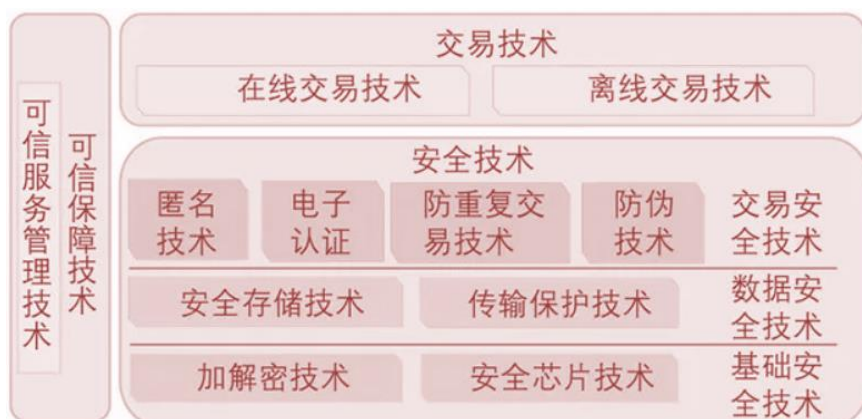 可信服务管理技术
可信保障技术
交易技术
在线交易技术
离线交易技术
安全技术
匿名
技术
电子
认证
防重复交
易技术
防伪
技术
交易安
全技术
安全存储技术
传输保护技术
数据安
全技术
加解密技术
安全芯片技术
基础安
全技术